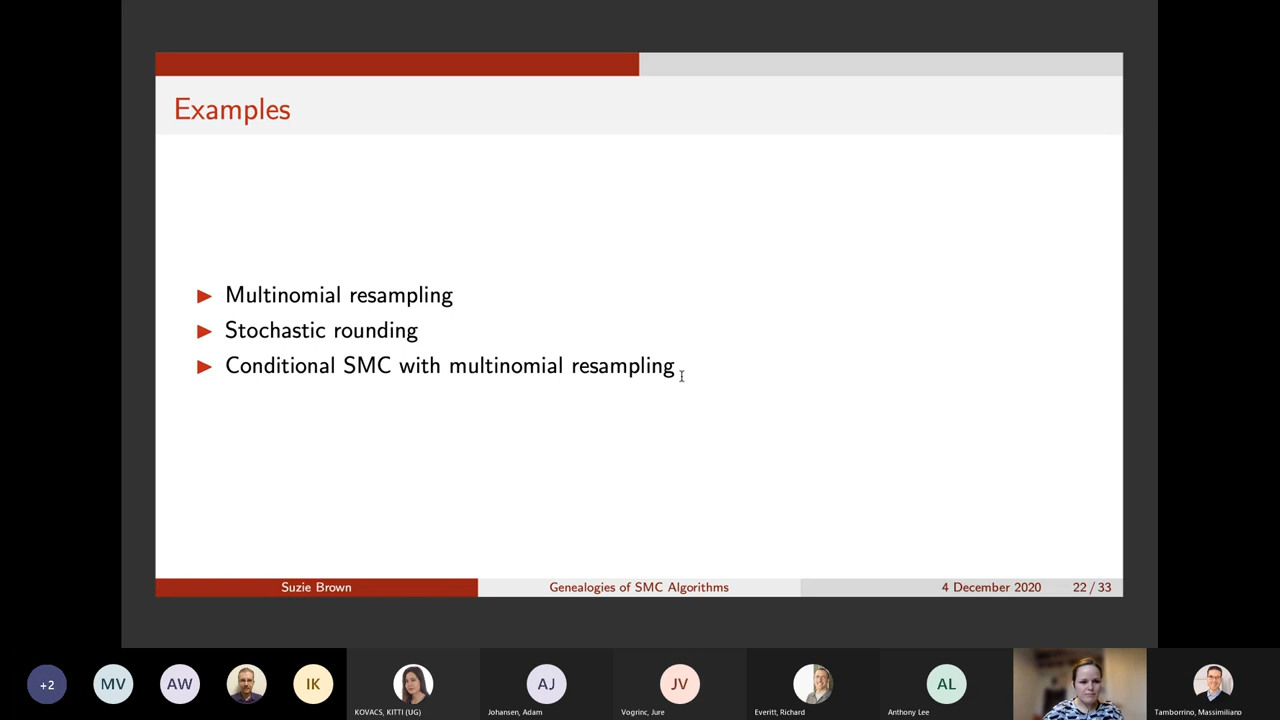 Examples
Multinomial resampling
Stochastic rounding
Conditional SMC with multinomial resampling
Suzie Brown
Genealogies of SMC Algorithms
4 December 2020
22 / 33
+2
MV
AW
IK
KOVACS, KITTI (UG)
AJ
Johansen, Adam
JV
Vogrinc, Jure
Everitt, Richard
AL
Anthony Lee
Tamborrino, Massimiliano